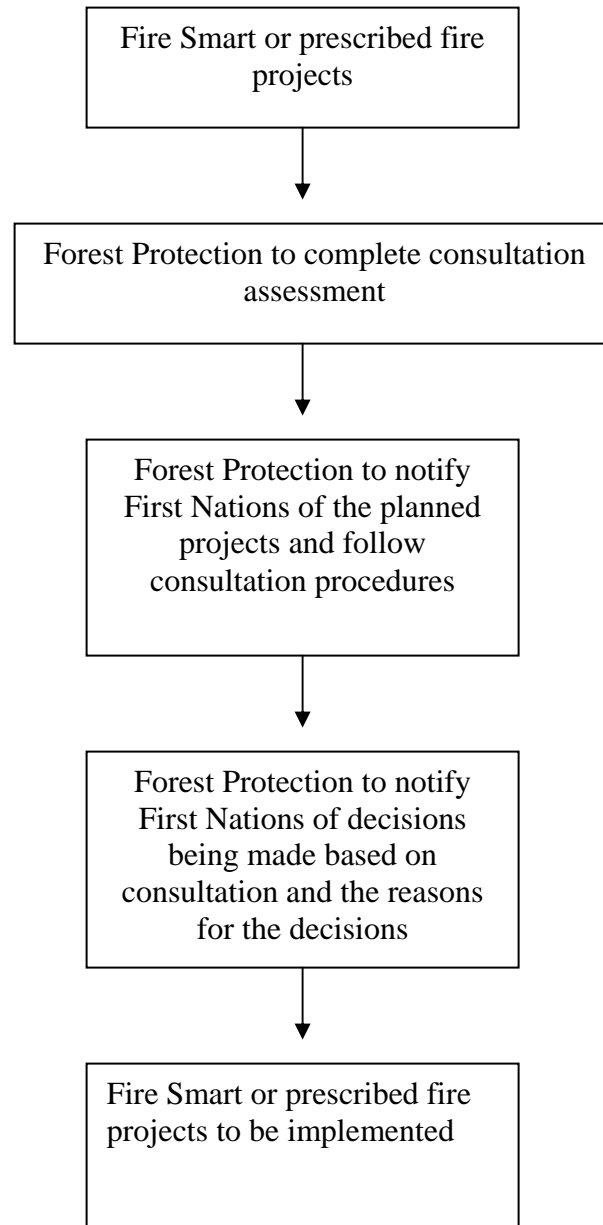 Fire Smart or prescribed fire
projects
Forest Protection to complete consultation
assessment
Forest Protection to notify
First Nations of the planned
projects and follow
consultation procedures
Forest Protection to notify
First Nations of decisions
being made based on
consultation and the reasons
for the decisions
Fire Smart or prescribed fire
projects to be implemented